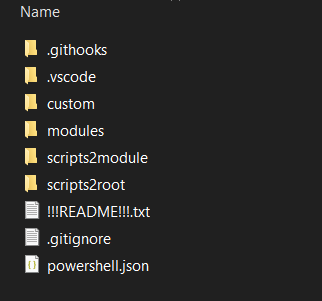 Name
.githooks
.vscode
custom
modules
scripts2module
scripts2root
!!!README!!!.txt
.gitignore
powershell.json